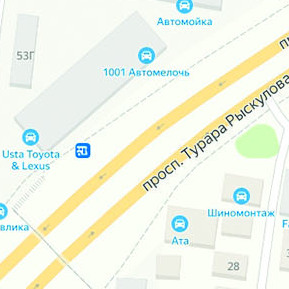 Автомойка
53Г
1001 Автомелочь
Usta Toyota
& Lexus
просп. Турара Рыскулова
Шиномонтаж
Ата
28